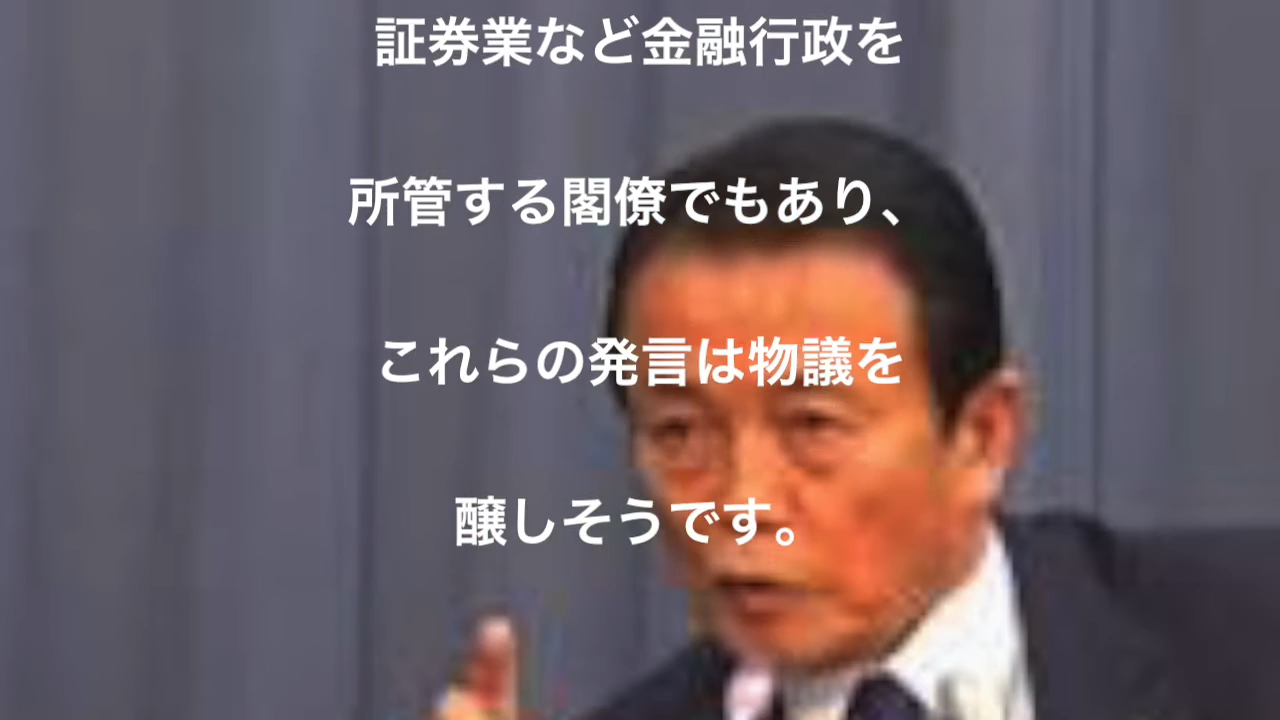 証券業など金融行政を
所管する閣僚でもあり、
これらの発言は物議を
醸しそうです。